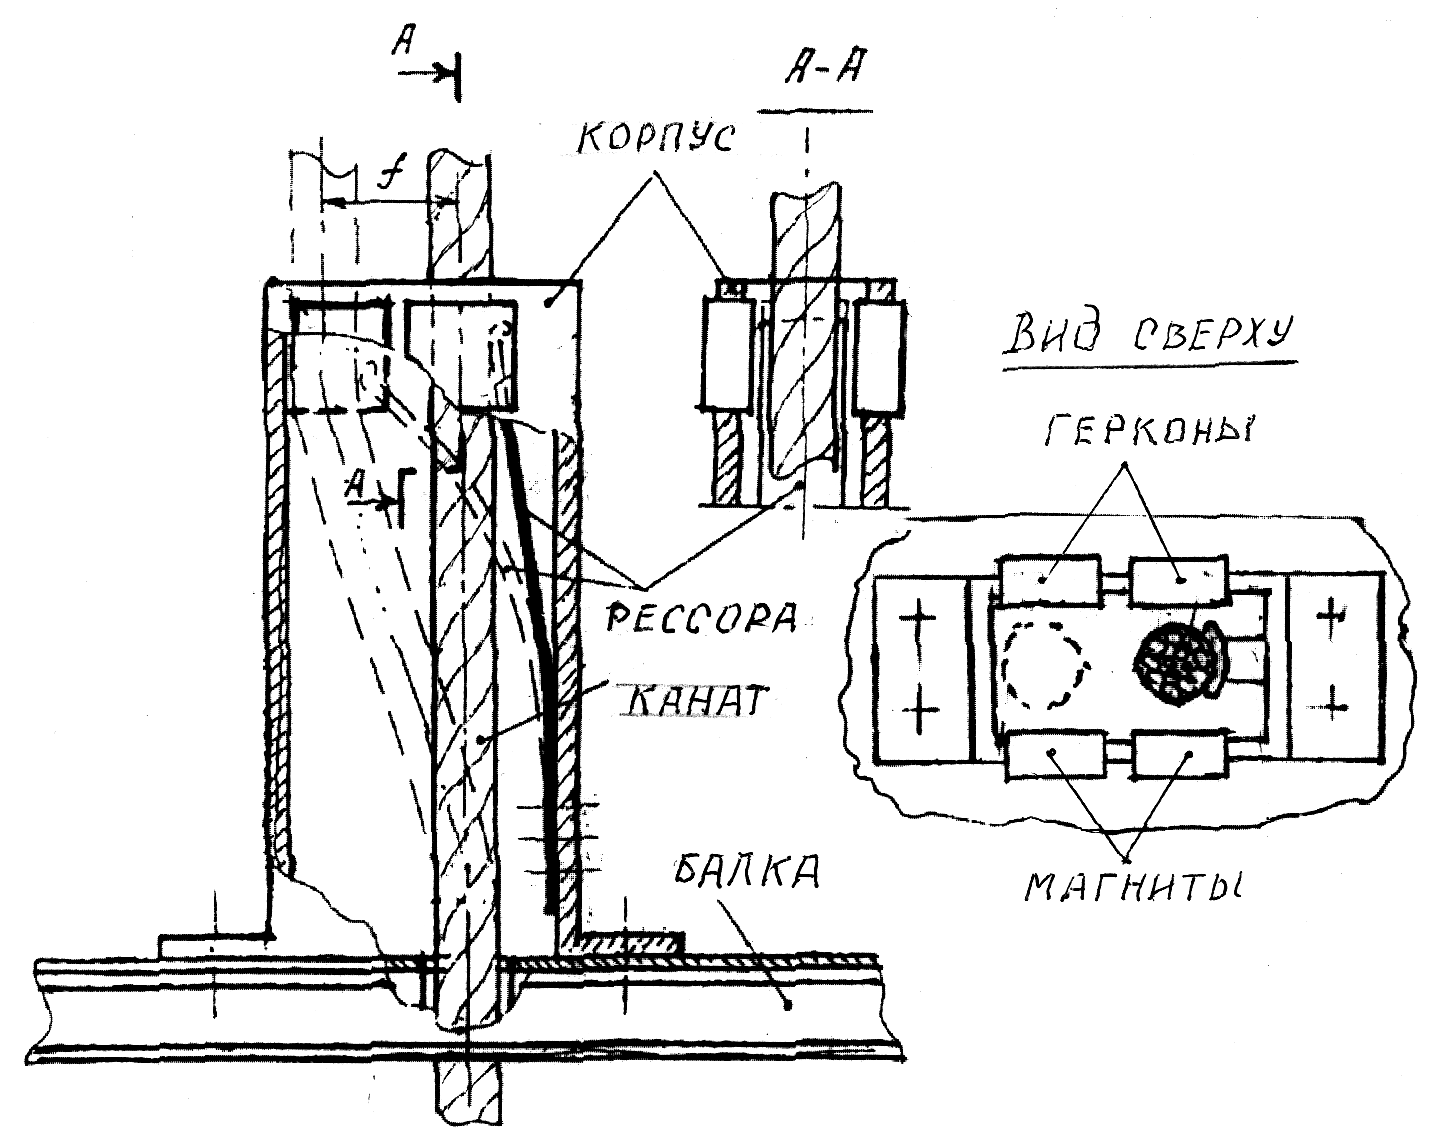 А
А-А
КОРПУС
f
ВИД СВЕРХУ
ГЕРКОНЫ
А
РЕССОРА
КАНАТ
БАЛКА
МАГНИТЫ